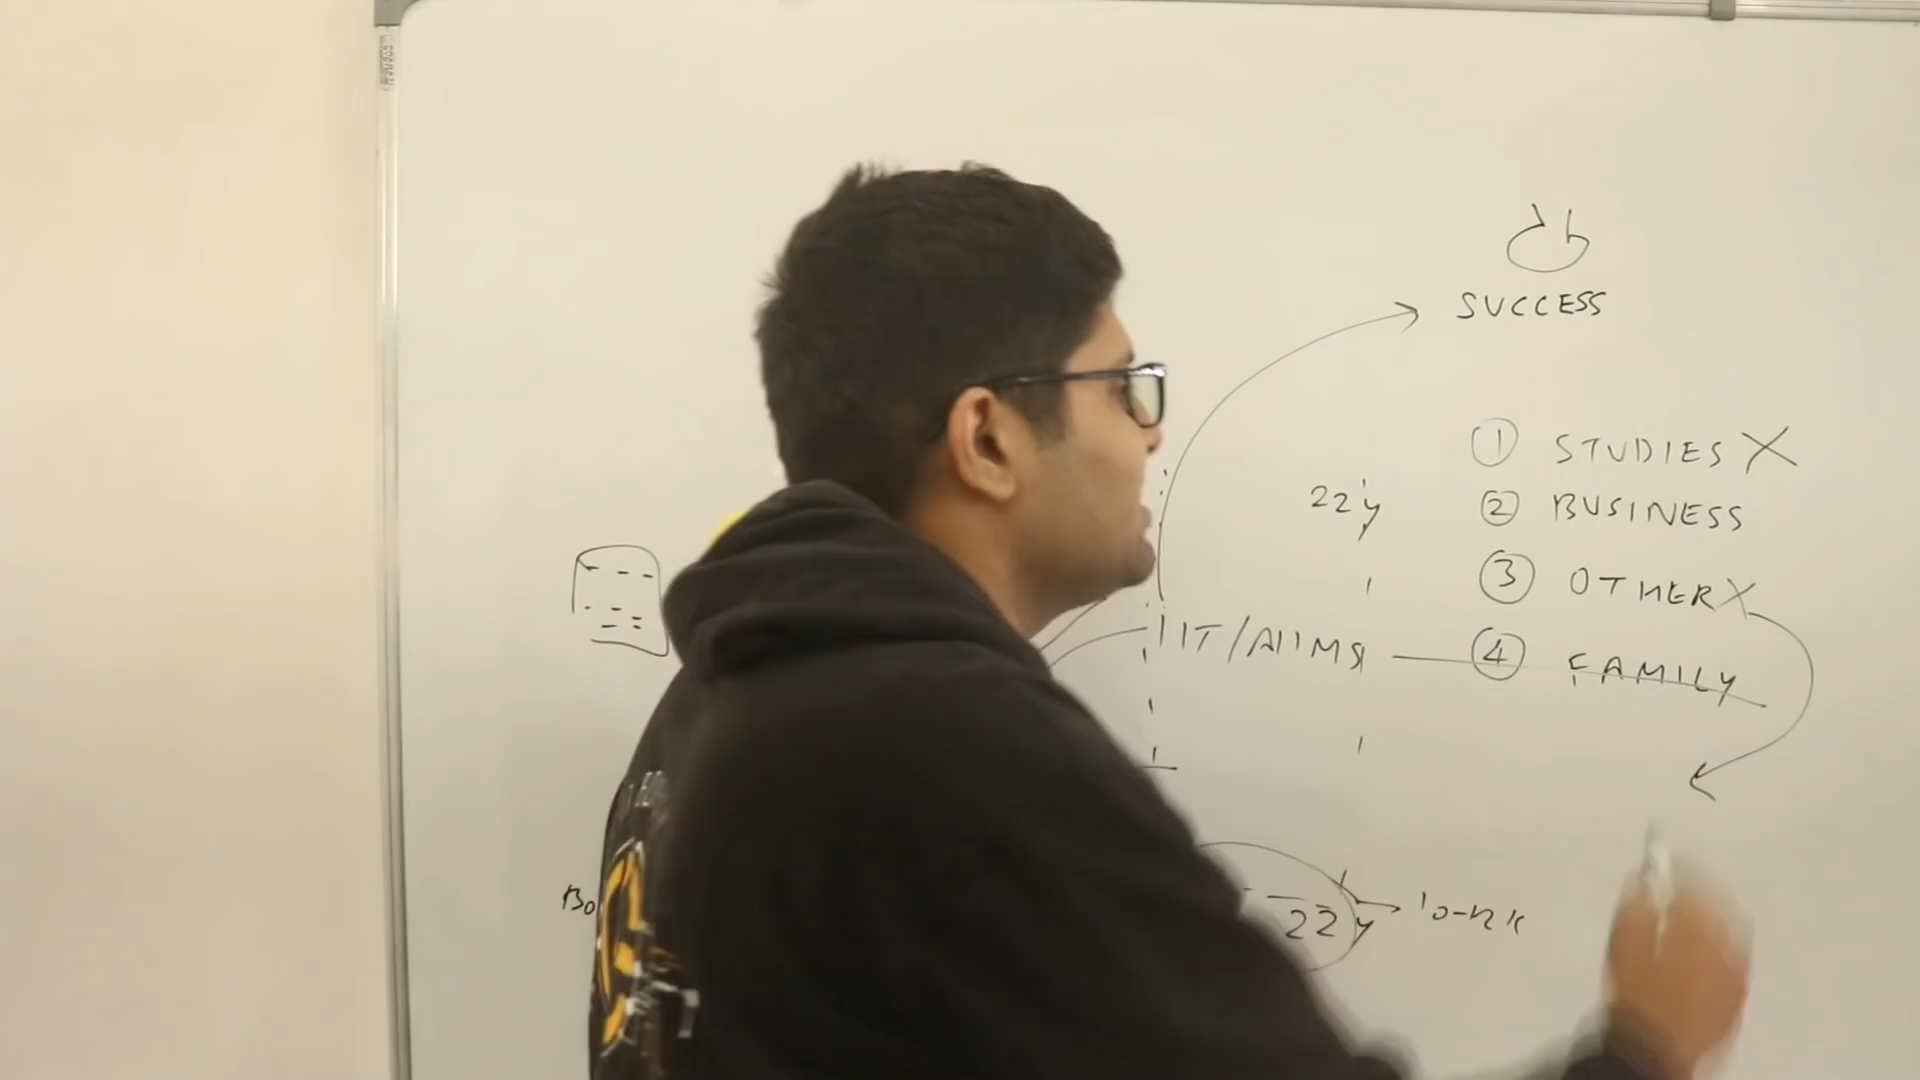 SUCCESS
① STUDIES X
22y
② BUSINESS
③ OTHER X
IIT/AIIMS
④ FAMILY
22y
10-12K